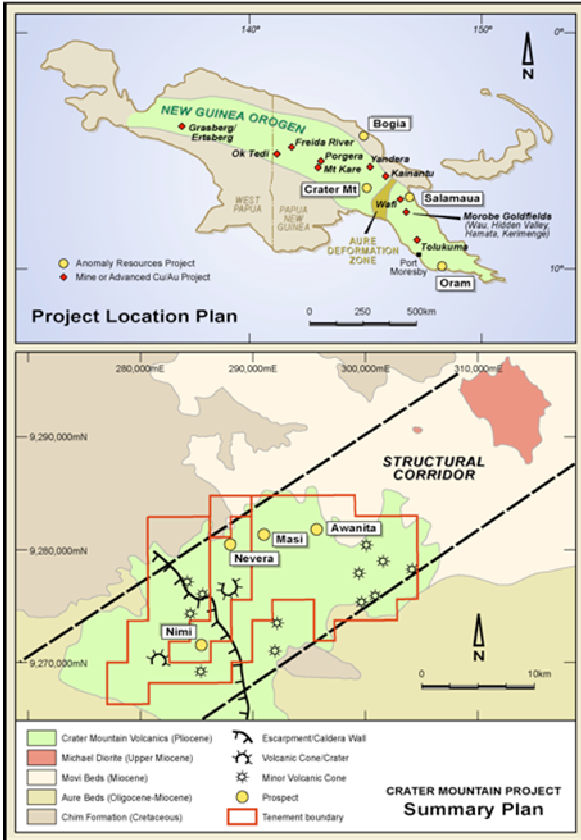 140°
150°
0°
N
NEW GUINEA OROGEN
Bogia
Grasberg/
Ertsberg
Freida River
Ok Tedi
Porgera
Mt Kare
Yandera
Kainantu
Crater Mt
Salamaua
Wafi
WEST
PAPUA
PAPUA
NEW
GUINEA
Morobe Goldfields
(Wau, Hidden Valley,
Hamata, Kerimenge)
AURE
DEFORMATION
ZONE
Tolukuma
Port
Moresby
10°
Oram
Anomaly Resources Project
Mine or Advanced Cu/Au Project
Project Location Plan
0 250 500km
280,000mE
290,000mE
300,000mE
310,000mE
9,290,000mN
STRUCTURAL
CORRIDOR
Awanita
Masi
9,280,000mN
Nevera
Nimi
N
9,270,000mN
0 10km
Crater Mountain Volcanics (Pliocene)
Michael Diorite (Upper Miocene)
Movi Beds (Miocene)
Aure Beds (Oligocene-Miocene)
Chim Formation (Cretaceous)
Escarpment/Caldera Wall
Volcanic Cone/Crater
Minor Volcanic Cone
Prospect
Tenement boundary
CRATER MOUNTAIN PROJECT
Summary Plan